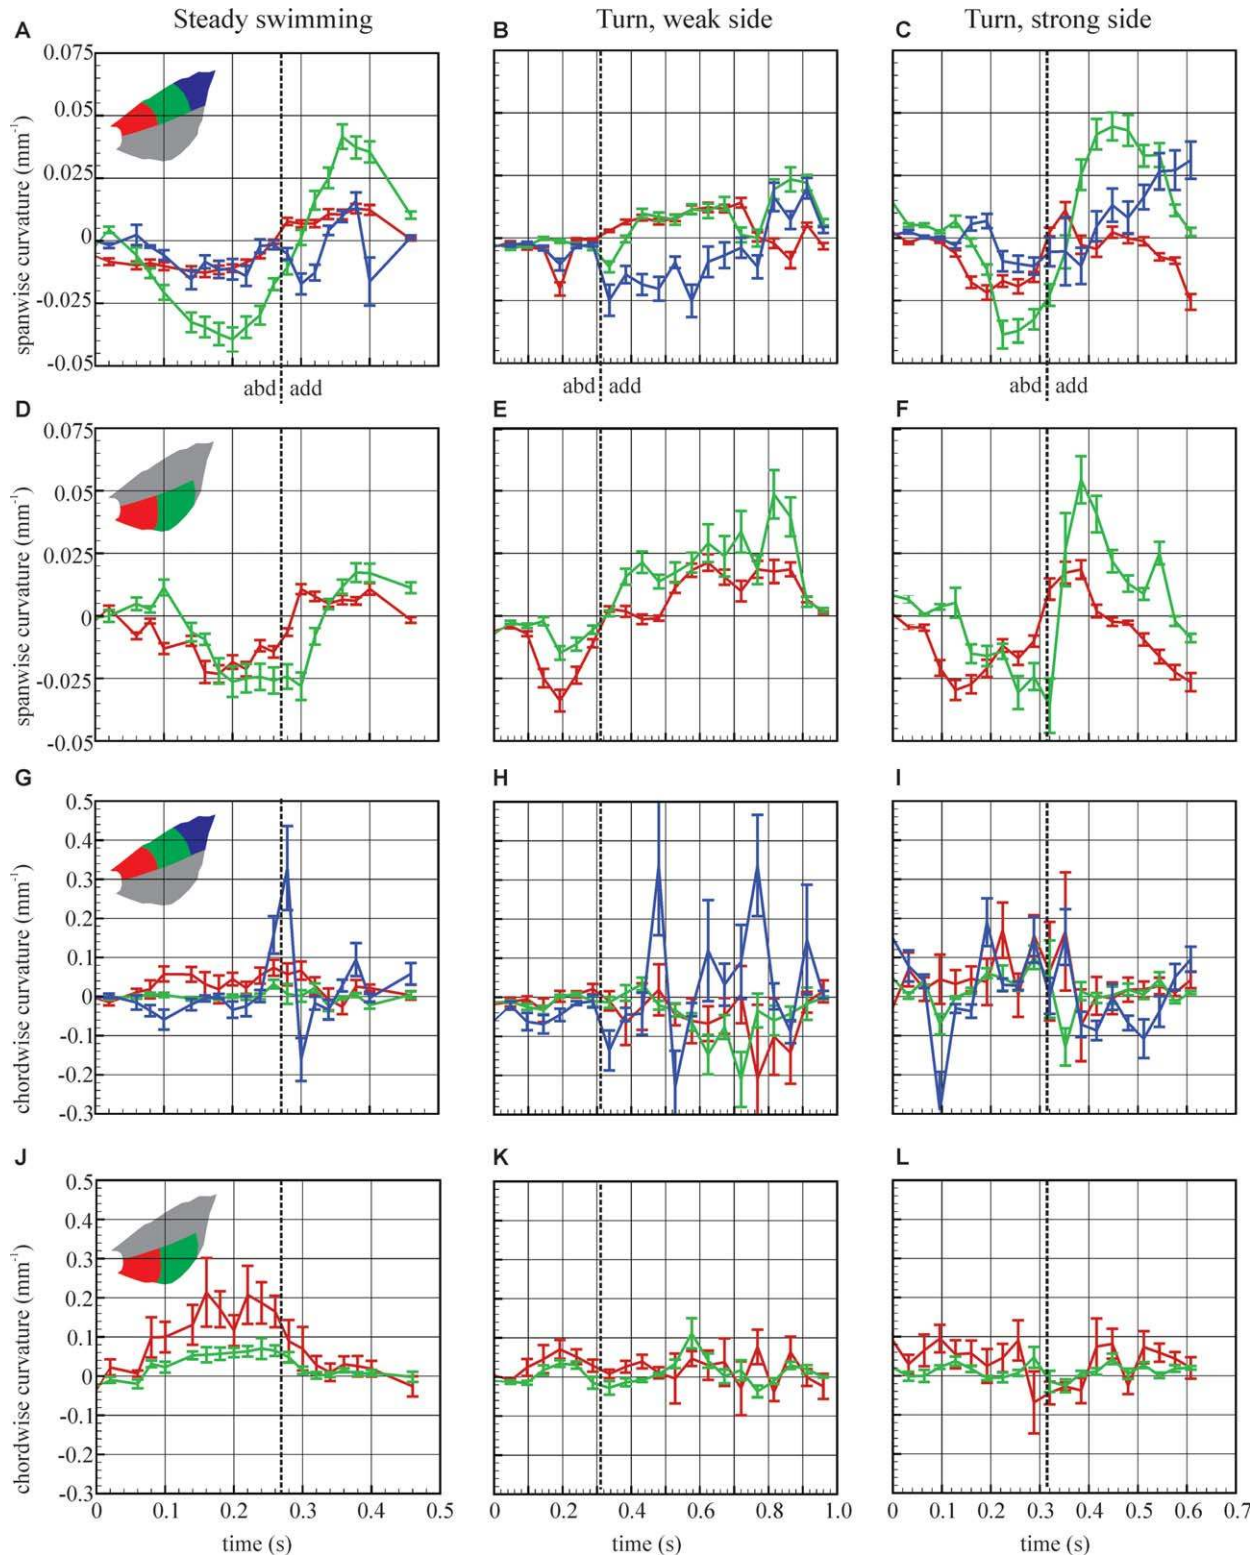 Steady swimming
Turn, weak side
Turn, strong side
A
B
C
0.075
0.05
0.025
0
-0.025
-0.05
spanwise curvature (mm-1)
abd add
abd add
abd add
D
E
F
0.075
0.05
0.025
0
-0.025
-0.05
spanwise curvature (mm-1)
G
H
I
0.5
0.4
0.3
0.2
0.1
0
-0.1
-0.2
-0.3
chordwise curvature (mm-1)
J
K
L
0.5
0.4
0.3
0.2
0.1
0
-0.1
-0.2
-0.3
chordwise curvature (mm-1)
0 0.1 0.2 0.3 0.4 0.5
0 0.2 0.4 0.6 0.8 1.0
0 0.1 0.2 0.3 0.4 0.5 0.6 0.7
time (s)
time (s)
time (s)